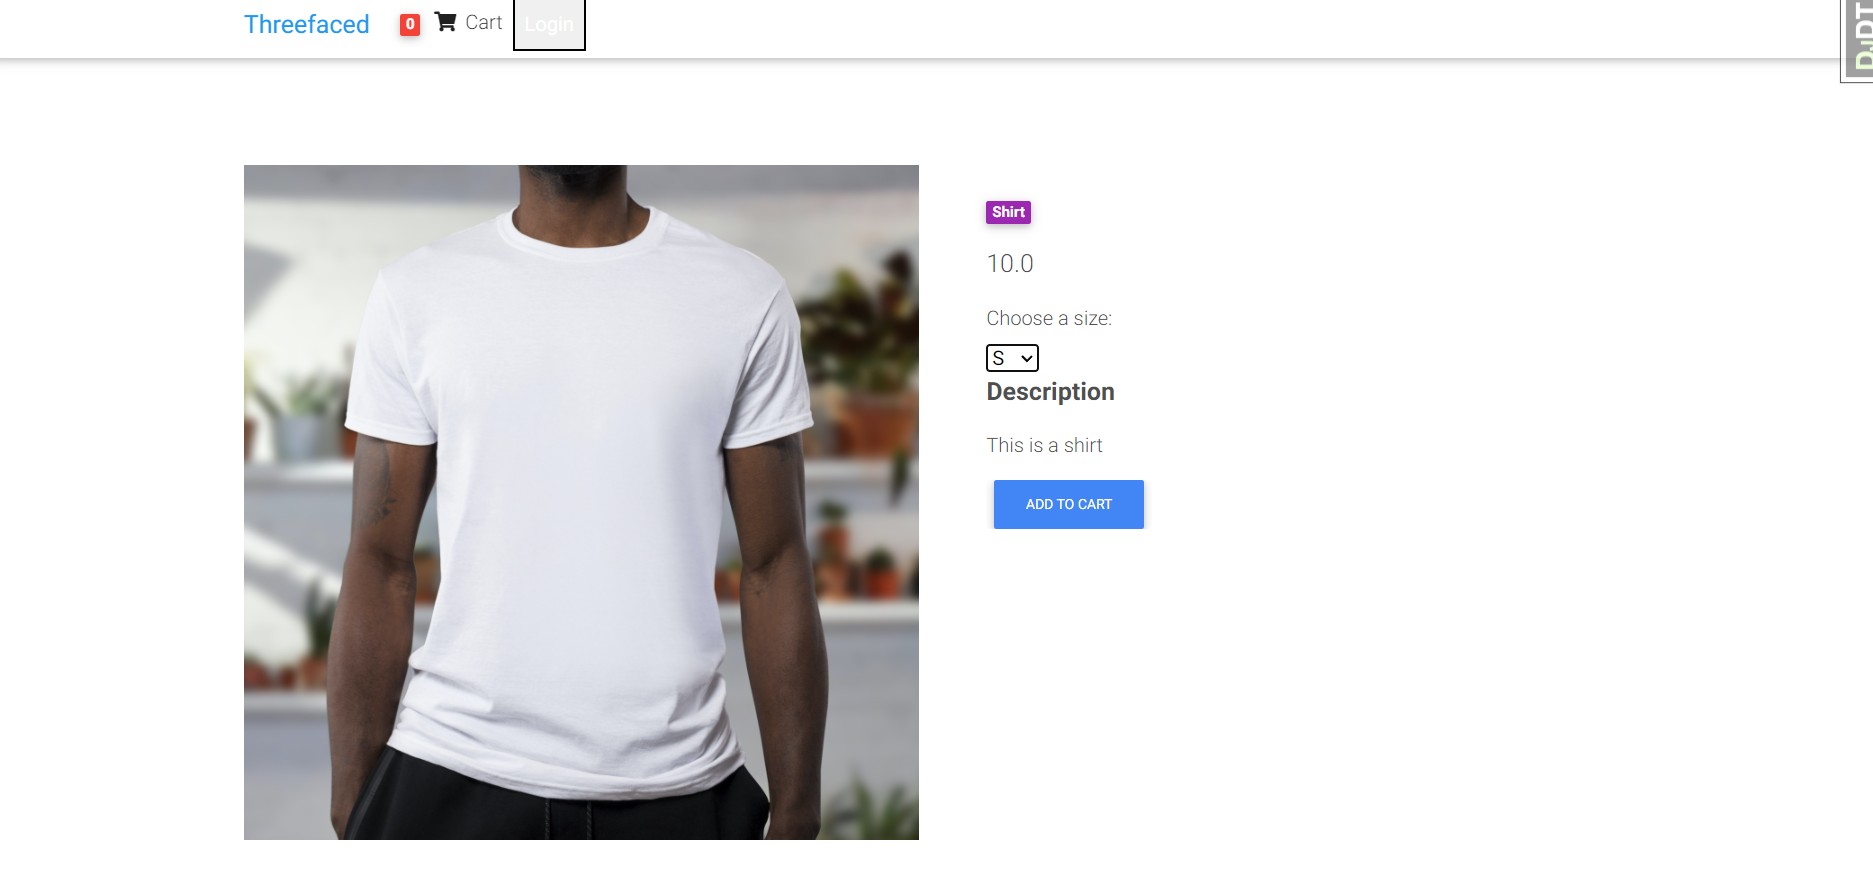 Threefaced 0 Cart Login
DjDT
Shirt
10.0
Choose a size:
S
Description
This is a shirt
ADD TO CART